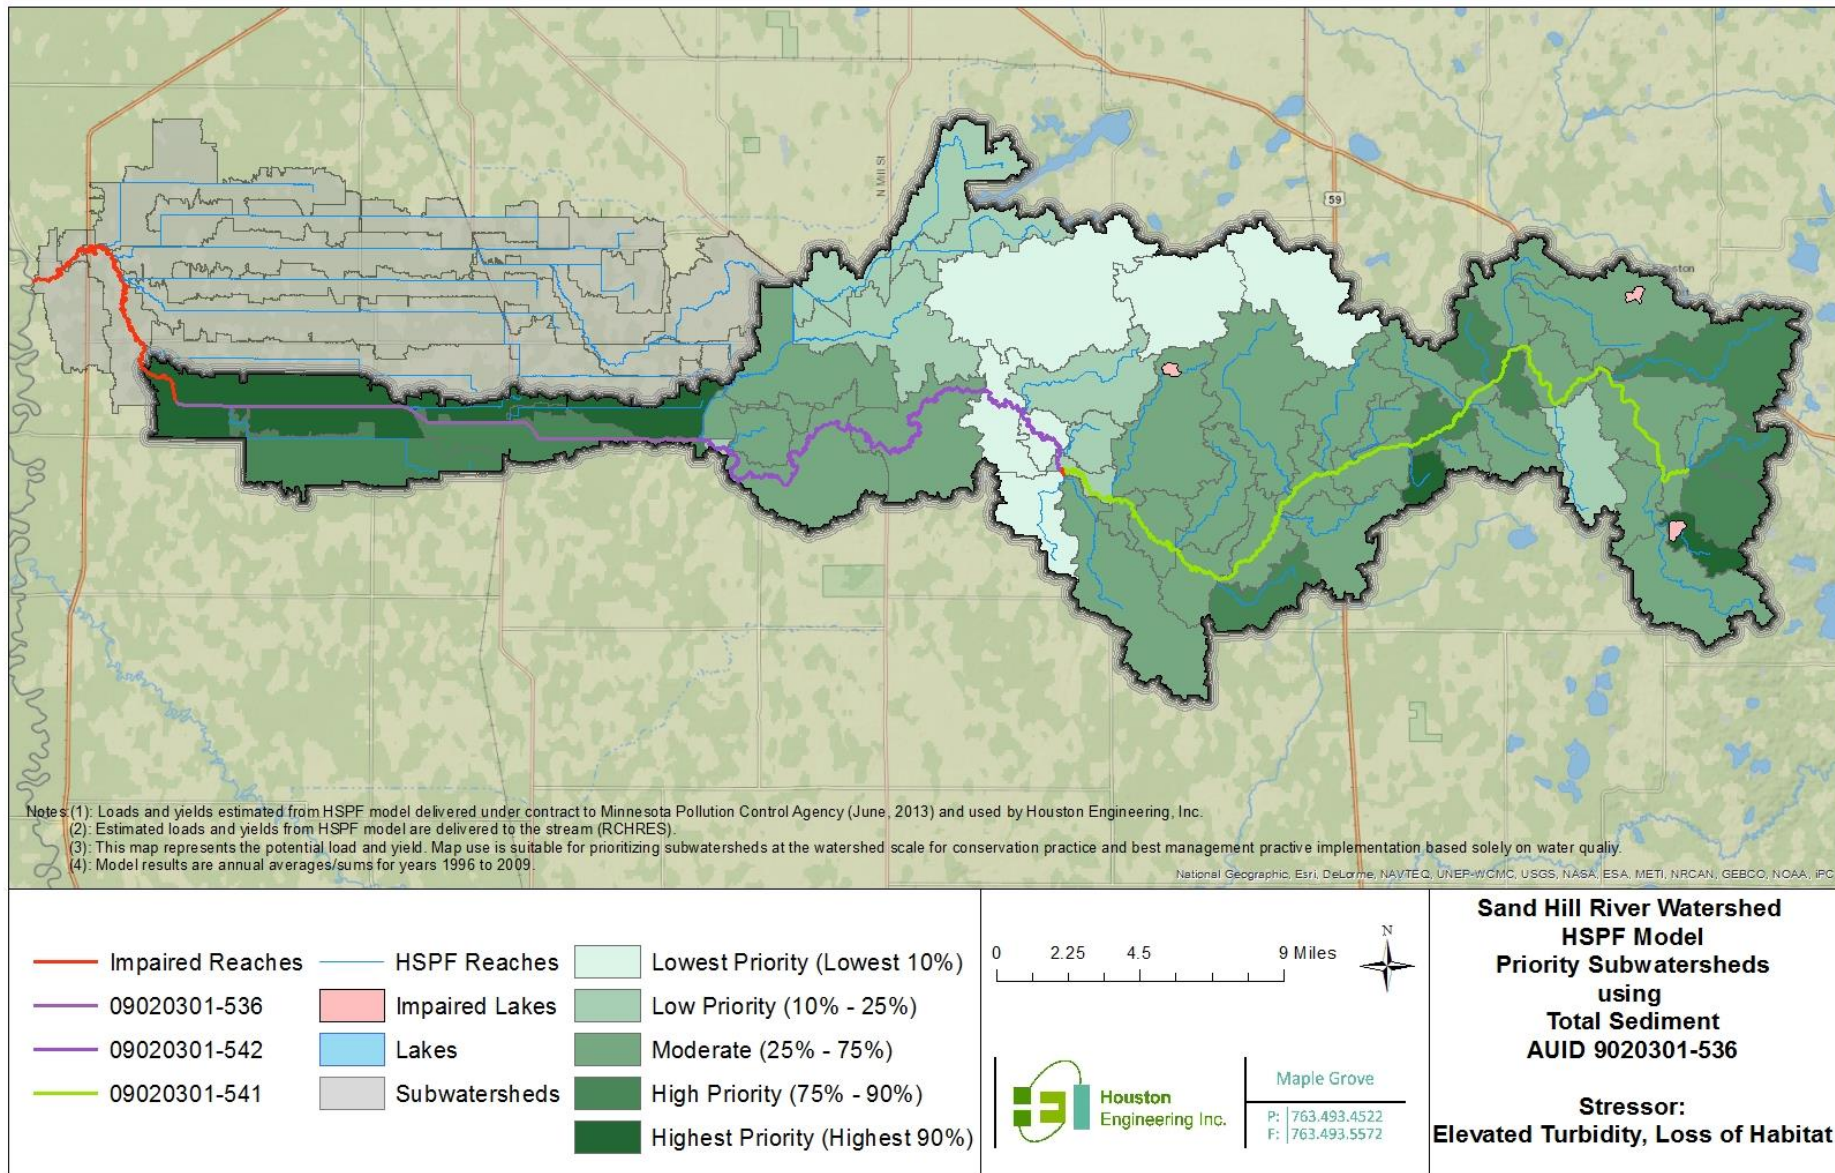 N Mill St
59
Notes:(1): Loads and yields estimated from HSPF model delivered under contract to Minnesota Pollution Control Agency (June, 2013) and used by Houston Engineering, Inc.
(2): Estimated loads and yields from HSPF model are delivered to the stream (RCHRES).
(3): This map represents the potential load and yield. Map use is suitable for prioritizing subwatersheds at the watershed scale for conservation practice and best management practive implementation based solely on water qualiy.
(4): Model results are annual averages/sums for years 1996 to 2009.
National Geographic, Esri, DeLorme, NAVTEQ, UNEP-WCMC, USGS, NASA, ESA, METI, NRCAN, GEBCO, NOAA, iPC
Impaired Reaches
09020301-536
09020301-542
09020301-541
HSPF Reaches
Impaired Lakes
Lakes
Subwatersheds
Lowest Priority (Lowest 10%)
Low Priority (10% - 25%)
Moderate (25% - 75%)
High Priority (75% - 90%)
Highest Priority (Highest 90%)
0 2.25 4.5 9 Miles
N
Houston
Engineering Inc.
Maple Grove
P: 763.493.4522
F: 763.493.5572
Sand Hill River Watershed
HSPF Model
Priority Subwatersheds
using
Total Sediment
AUID 9020301-536
Stressor:
Elevated Turbidity, Loss of Habitat